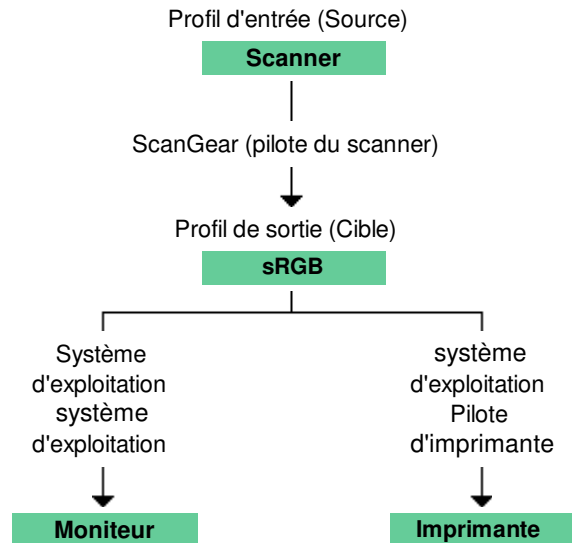 Profil d'entrée (Source)
Scanner
ScanGear (pilote du scanner)
Profil de sortie (Cible)
sRGB
Système
d'exploitation
système
d'exploitation
système
d'exploitation
Pilote
d'imprimante
Moniteur
Imprimante